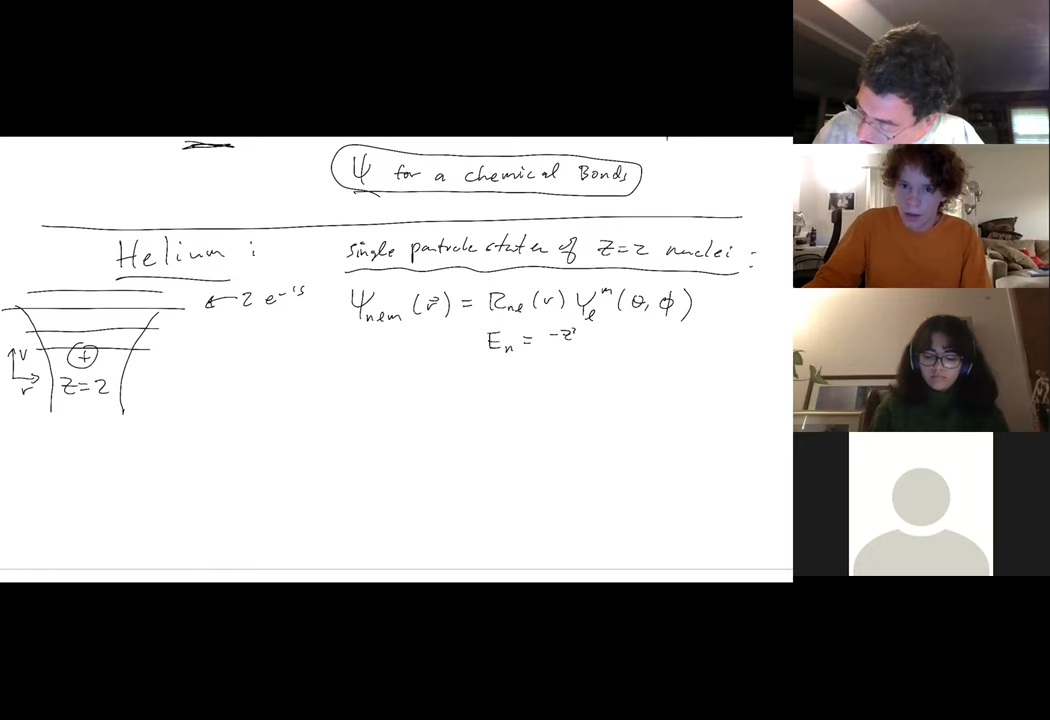 Ψ for a chemical Bonds
Helium :
single particle states of Z=2 nuclei :
← 2 e⁻'s
Ψnlm (r⃗) = Rnl (r) Yₗᵐ (θ, ϕ)
En = -Z²
V
+
r
Z=2